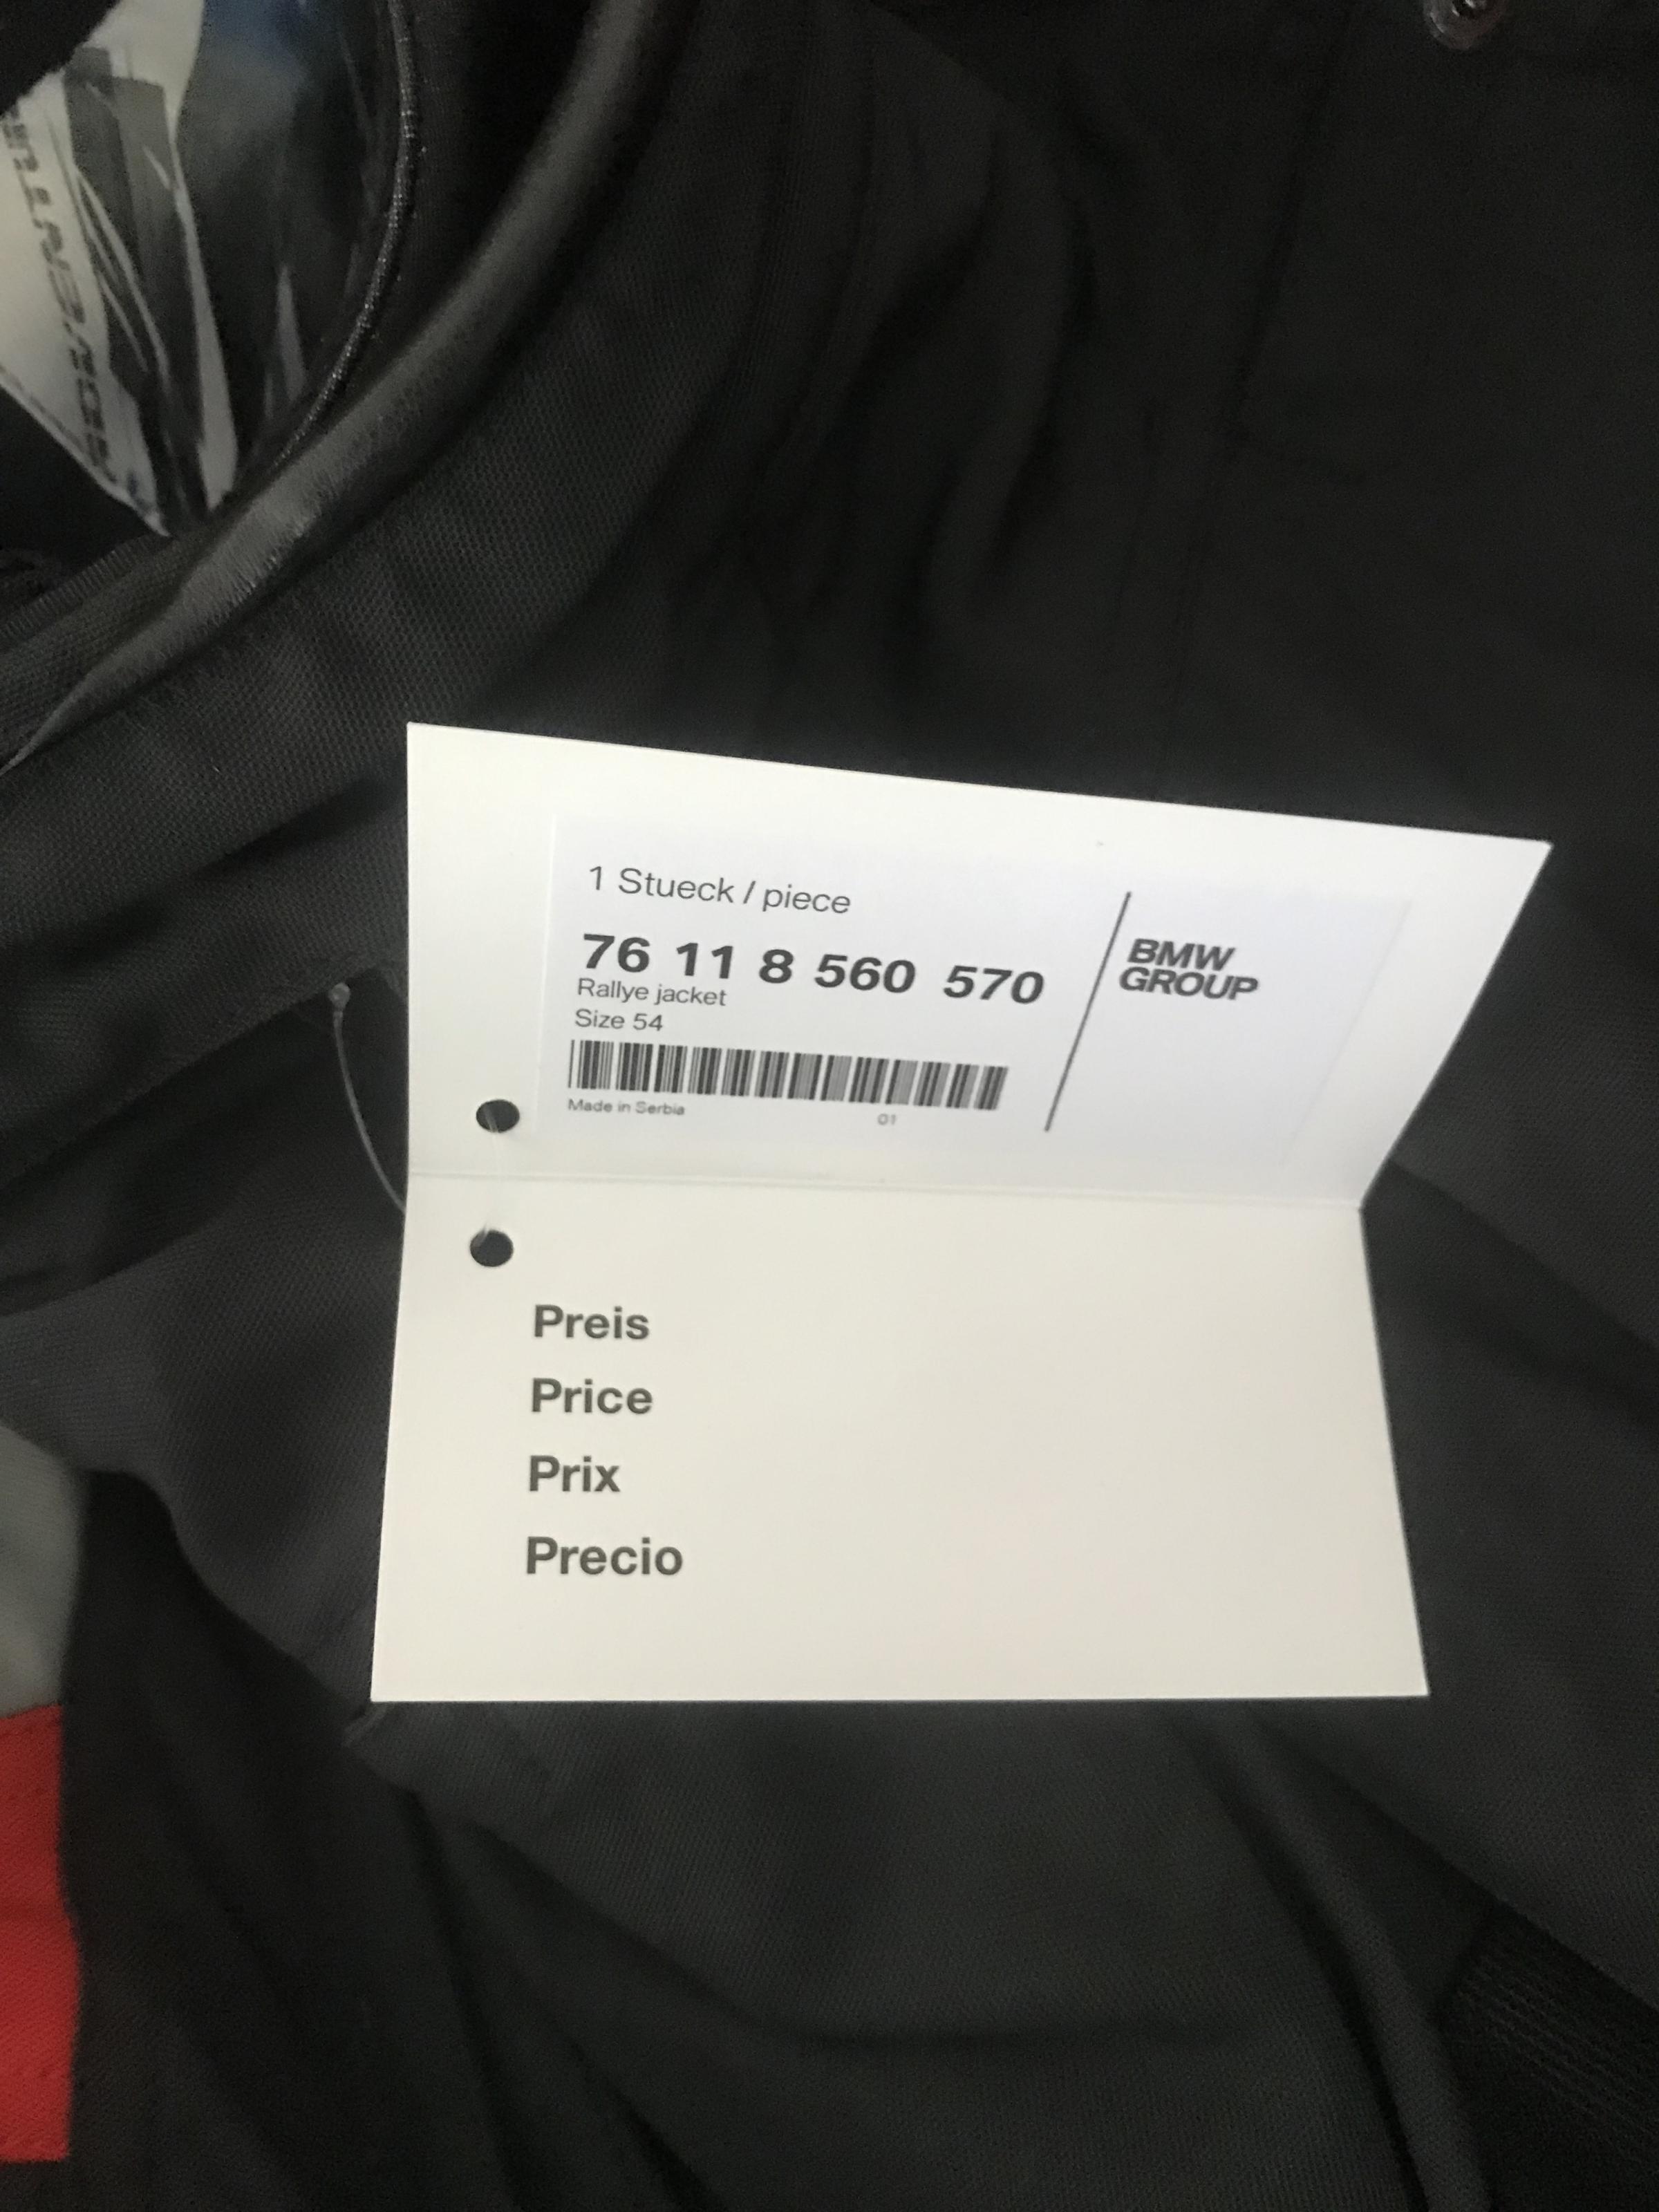 1 Stueck / piece
76 11 8 560 570
Rallye jacket
Size 54
Made in Serbia
01
BMW
GROUP
Preis
Price
Prix
Precio